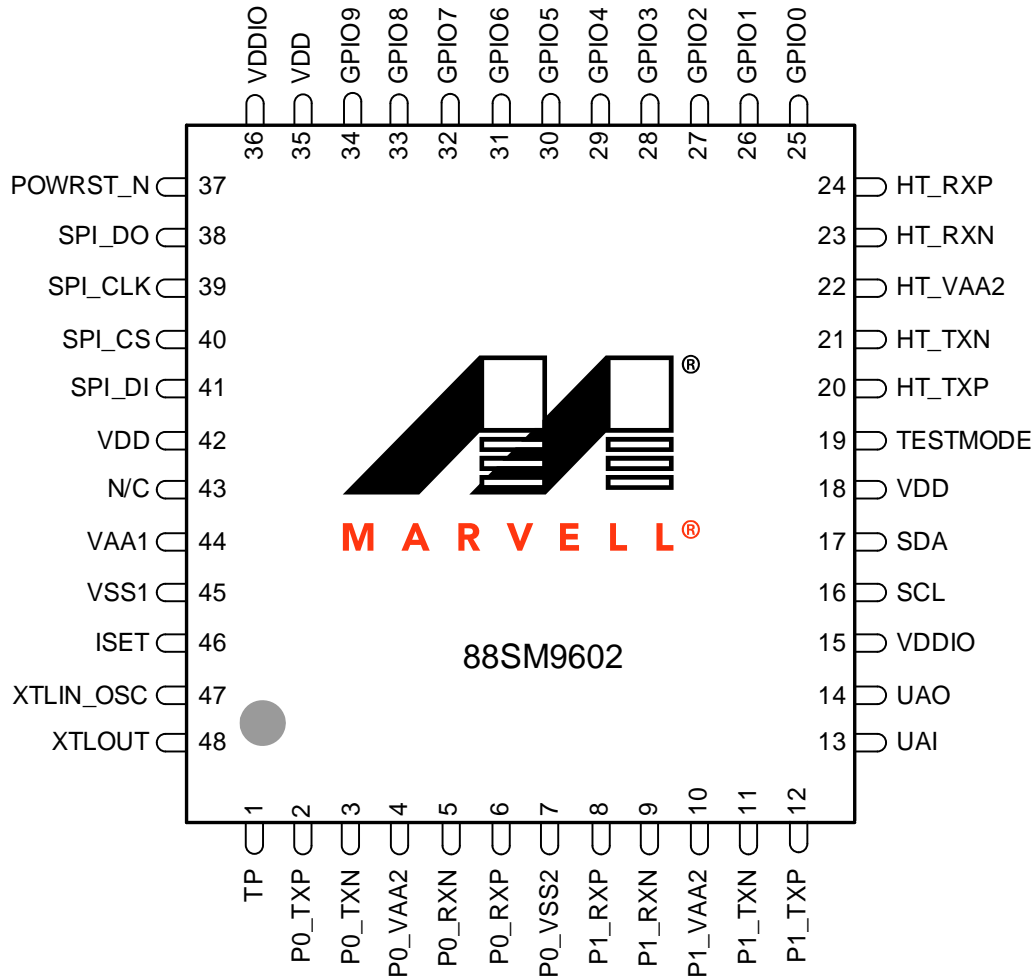 VDDIO
VDD
GPIO9
GPIO8
GPIO7
GPIO6
GPIO5
GPIO4
GPIO3
GPIO2
GPIO1
GPIO0
36
35
34
33
32
31
30
29
28
27
26
25
POWRST_N 37
24 HT_RXP
SPI_DO 38
23 HT_RXN
SPI_CLK 39
22 HT_VAA2
SPI_CS 40
21 HT_TXN
SPI_DI 41
20 HT_TXP
VDD 42
19 TESTMODE
N/C 43
18 VDD
VAA1 44
17 SDA
VSS1 45
16 SCL
ISET 46
15 VDDIO
XTLIN_OSC 47
14 UAO
XTLOUT 48
13 UAI
®
MARVELL®
88SM9602
1
2
3
4
5
6
7
8
9
10
11
12
TP
P0_TXP
P0_TXN
P0_VAA2
P0_RXN
P0_RXP
P0_VSS2
P1_RXP
P1_RXN
P1_VAA2
P1_TXN
P1_TXP